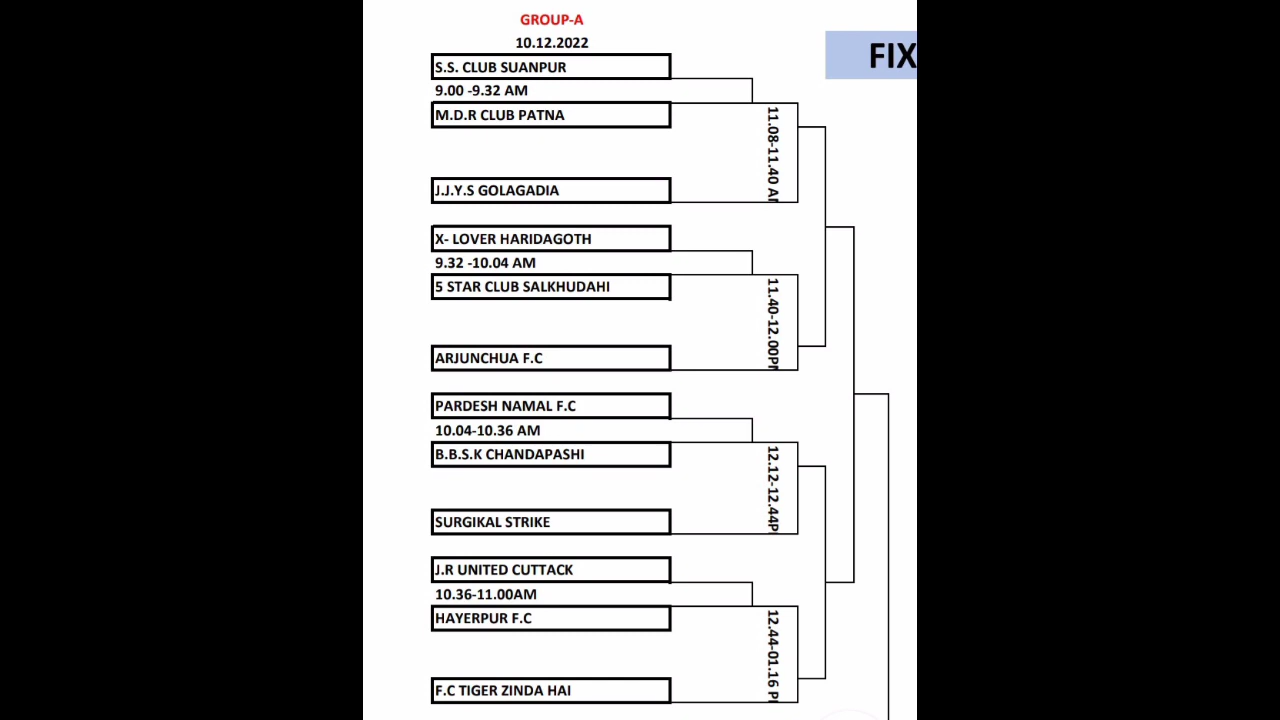 GROUP-A
10.12.2022
FIX
S.S. CLUB SUANPUR
9.00 -9.32 AM
M.D.R CLUB PATNA
11.08-11.40 A
J.J.Y.S GOLAGADIA
X- LOVER HARIDAGOTH
9.32 -10.04 AM
5 STAR CLUB SALKHUDAHI
11.40-12.00P
ARJUNCHUA F.C
PARDESH NAMAL F.C
10.04-10.36 AM
B.B.S.K CHANDAPASHI
12.12-12.44P
SURGIKAL STRIKE
J.R UNITED CUTTACK
10.36-11.00AM
HAYERPUR F.C
12.44-01.16 P
F.C TIGER ZINDA HAI